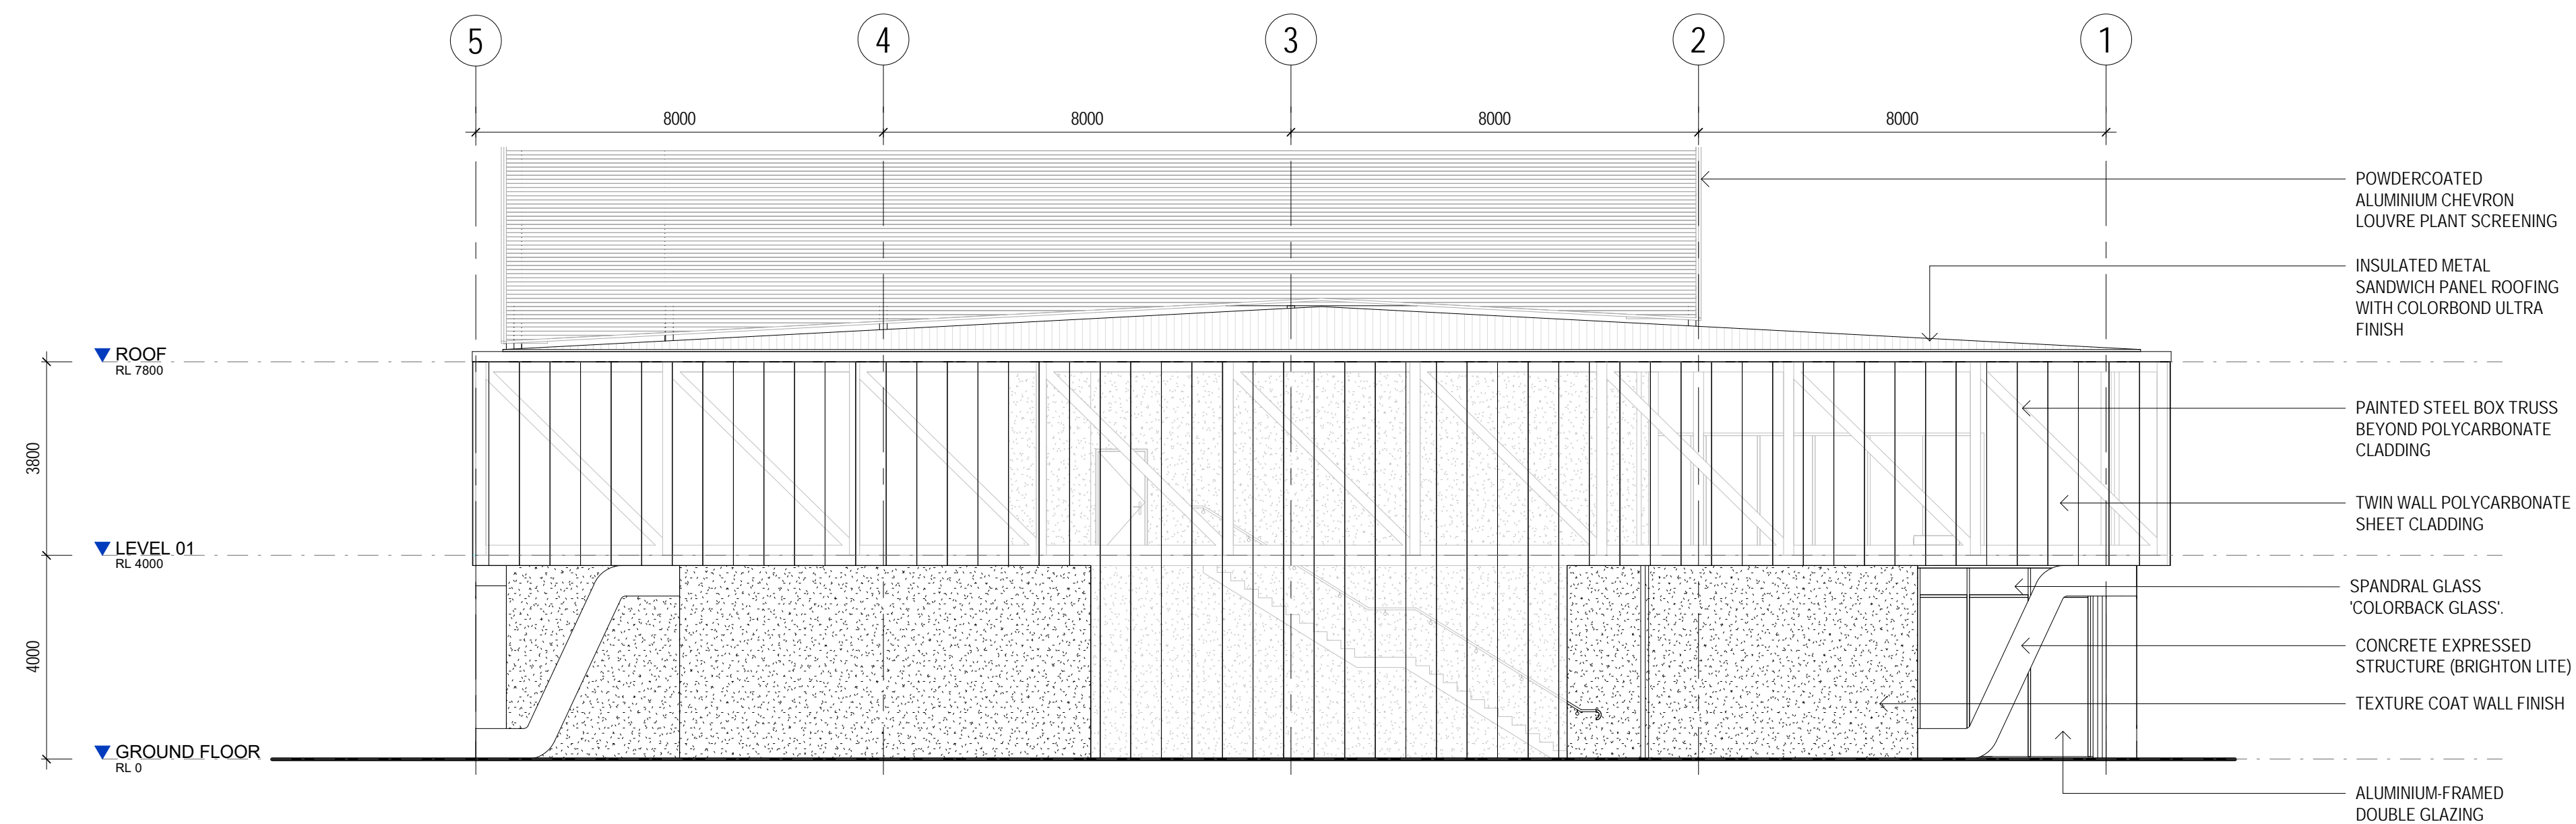 5
4
3
2
1
8000
8000
8000
8000
POWDERCOATED
ALUMINIUM CHEVRON
LOUVRE PLANT SCREENING
INSULATED METAL
SANDWICH PANEL ROOFING
WITH COLORBOND ULTRA
FINISH
ROOF
RL 7800
PAINTED STEEL BOX TRUSS
BEYOND POLYCARBONATE
CLADDING
3800
TWIN WALL POLYCARBONATE
SHEET CLADDING
LEVEL 01
RL 4000
SPANDRAL GLASS
'COLORBACK GLASS'.
4000
CONCRETE EXPRESSED
STRUCTURE (BRIGHTON LITE)
TEXTURE COAT WALL FINISH
GROUND FLOOR
RL 0
ALUMINIUM-FRAMED
DOUBLE GLAZING